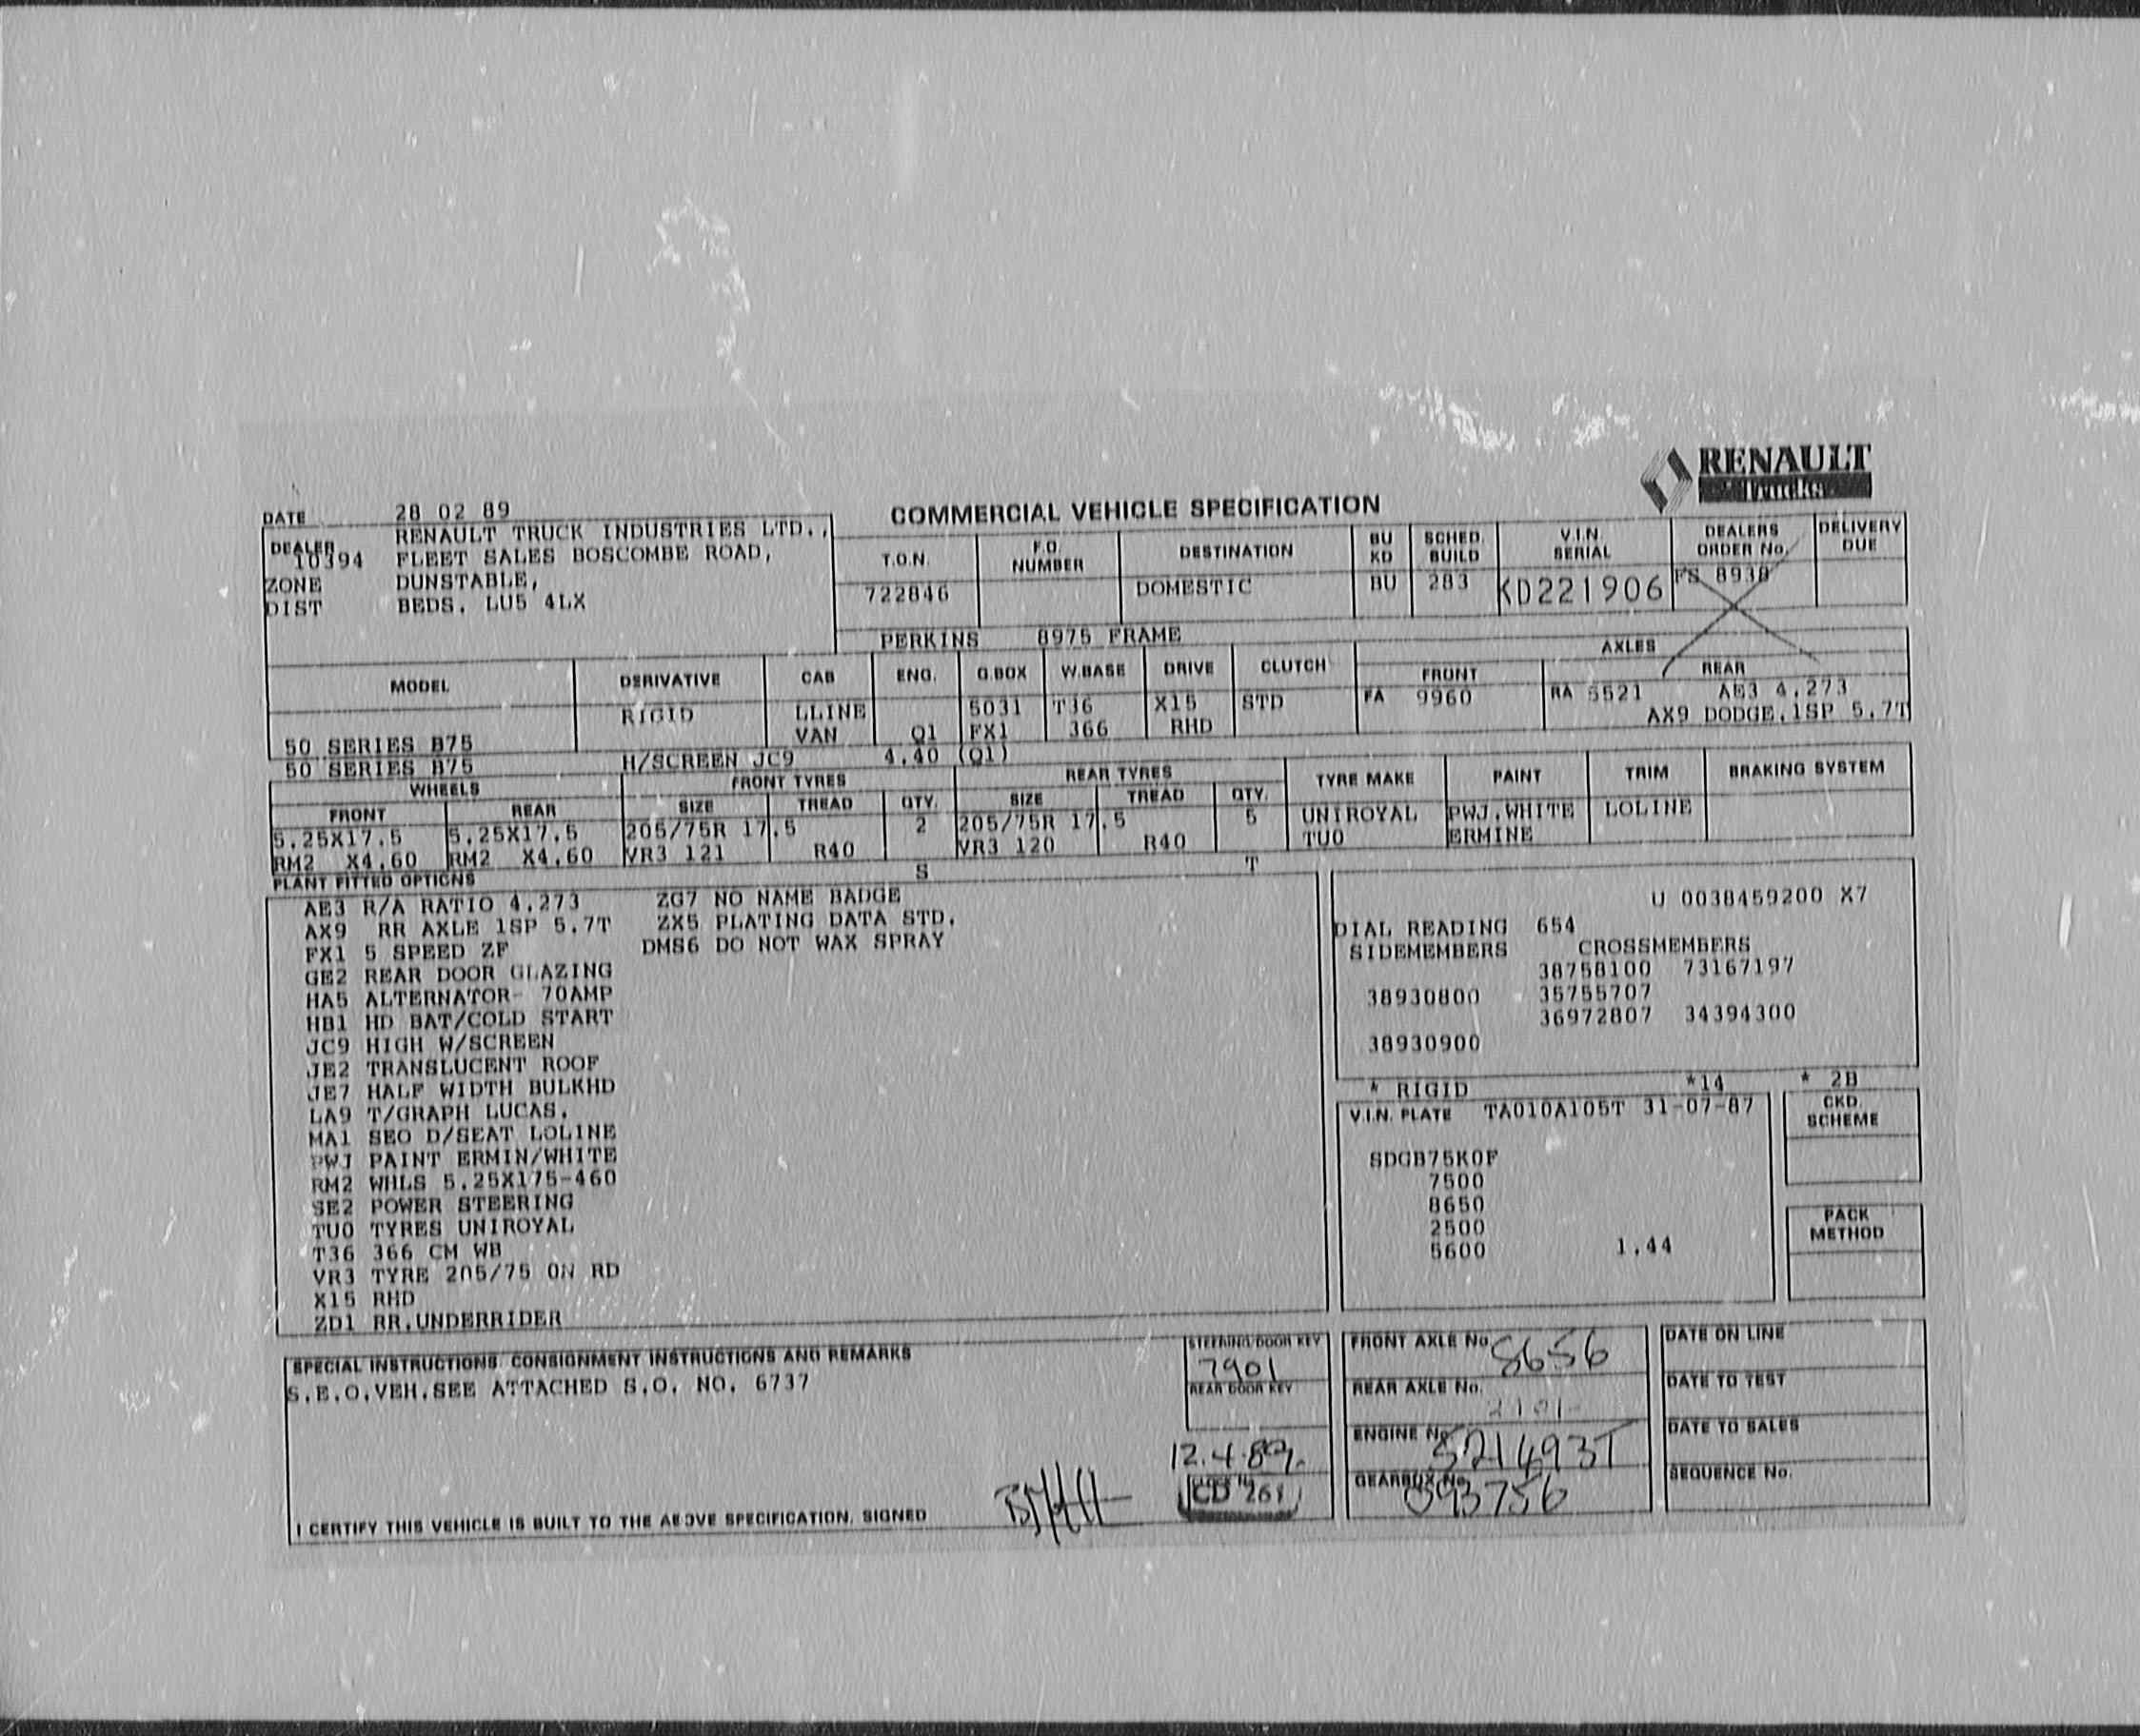 RENAULT
Trucks
COMMERCIAL VEHICLE SPECIFICATION
DATE 28 02 89
DEALER RENAULT TRUCK INDUSTRIES LTD.,
10394 FLEET SALES BOSCOMBE ROAD,
ZONE DUNSTABLE,
DIST BEDS. LU5 4LX
T.O.N. F.O. NUMBER DESTINATION BU KD SCHED. BUILD V.I.N SERIAL DEALERS ORDER No. DELIVERY DUE
722846 DOMESTIC BU 283 KD221906 FS 8938
PERKINS 8975 FRAME
MODEL DERIVATIVE CAB ENG. G.BOX W.BASE DRIVE CLUTCH AXLES FRONT REAR
RIGID LLINE 5031 T36 X15 STD FA 9960 RA 5521 AE3 4.273
50 SERIES B75 VAN Q1 FX1 366 RHD AX9 DODGE.1SP 5.7T
50 SERIES B75 H/SCREEN JC9 4.40 (Q1)
WHEELS FRONT TYRES REAR TYRES TYRE MAKE PAINT TRIM BRAKING SYSTEM
FRONT REAR SIZE TREAD QTY. SIZE TREAD QTY.
5.25X17.5 5.25X17.5 205/75R 17.5 2 205/75R 17.5 5 UNIROYAL PWJ.WHITE LOLINE
RM2 X4.60 RM2 X4.60 VR3 121 R40 VR3 120 R40 TUO ERMINE
S T
PLANT FITTED OPTIONS
AE3 R/A RATIO 4.273 ZG7 NO NAME BADGE
AX9 RR AXLE 1SP 5.7T ZX5 PLATING DATA STD.
FX1 5 SPEED ZF DMS6 DO NOT WAX SPRAY
GE2 REAR DOOR GLAZING
HA5 ALTERNATOR- 70AMP
HB1 HD BAT/COLD START
JC9 HIGH W/SCREEN
JE2 TRANSLUCENT ROOF
JE7 HALF WIDTH BULKHD
LA9 T/GRAPH LUCAS.
MA1 SEO D/SEAT LOLINE
PWJ PAINT ERMIN/WHITE
RM2 WHLS 5.25X175-460
SE2 POWER STEERING
TUO TYRES UNIROYAL
T36 366 CM WB
VR3 TYRE 205/75 ON RD
X15 RHD
ZD1 RR.UNDERRIDER
U 0038459200 X7
DIAL READING 654
SIDEMEMBERS CROSSMEMBERS
38758100 73167197
38930800 35755707
36972807 34394300
38930900
* RIGID *14 * 2B
V.I.N. PLATE TA010A105T 31-07-87
CKD. SCHEME
SDGB75K0F
7500
8650
2500
5600 1.44
PACK METHOD
SPECIAL INSTRUCTIONS. CONSIGNMENT INSTRUCTIONS AND REMARKS
S.E.O.VEH.SEE ATTACHED S.O. NO. 6737
STEERING/DOOR KEY
7901
REAR DOOR KEY
12.4.89.
CD 261
FRONT AXLE No. 8656
REAR AXLE No.
ENGINE No. 521493T
GEARBOX No. 093756
DATE ON LINE
DATE TO TEST
DATE TO SALES
SEQUENCE No.
I CERTIFY THIS VEHICLE IS BUILT TO THE ABOVE SPECIFICATION. SIGNED